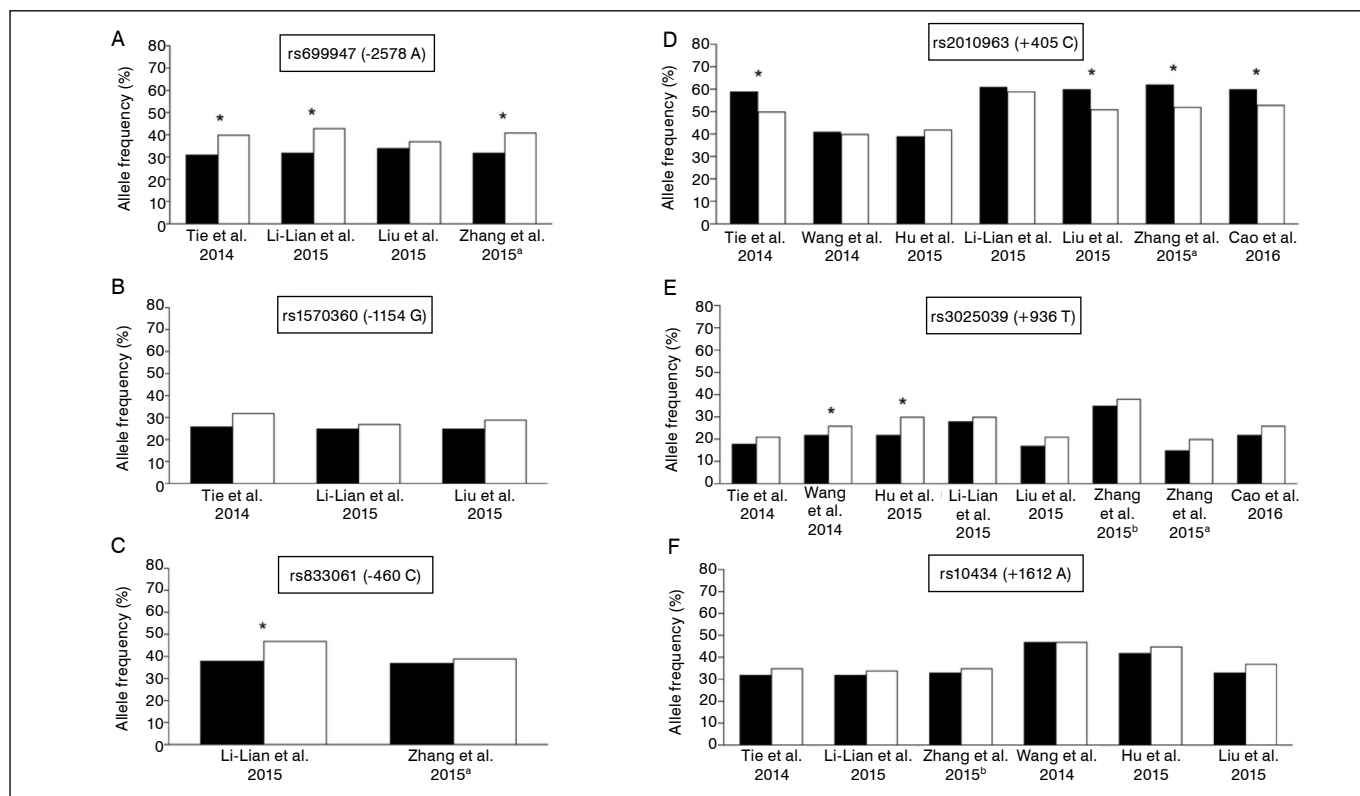 A
rs699947 (-2578 A)
Allele frequency (%)
80
70
60
50
40
30
20
10
0
*
*
*
Tie et al.
2014
Li-Lian et al.
2015
Liu et al.
2015
Zhang et al.
2015a
B
rs1570360 (-1154 G)
Allele frequency (%)
80
70
60
50
40
30
20
10
0
Tie et al.
2014
Li-Lian et al.
2015
Liu et al.
2015
C
rs833061 (-460 C)
Allele frequency (%)
80
70
60
50
40
30
20
10
0
*
Li-Lian et al.
2015
Zhang et al.
2015a
D
rs2010963 (+405 C)
Allele frequency (%)
80
70
60
50
40
30
20
10
0
*
*
*
*
Tie et al.
2014
Wang et al.
2014
Hu et al.
2015
Li-Lian et al.
2015
Liu et al.
2015
Zhang et al.
2015a
Cao et al.
2016
E
rs3025039 (+936 T)
Allele frequency (%)
80
70
60
50
40
30
20
10
0
*
*
Tie et al.
2014
Wang
et al.
2014
Hu et al.
2015
Li-Lian
et al.
2015
Liu et al.
2015
Zhang
et al.
2015b
Zhang
et al.
2015a
Cao et al.
2016
F
rs10434 (+1612 A)
Allele frequency (%)
80
70
60
50
40
30
20
10
0
Tie et al.
2014
Li-Lian et al.
2015
Zhang et al.
2015b
Wang et al.
2014
Hu et al.
2015
Liu et al.
2015